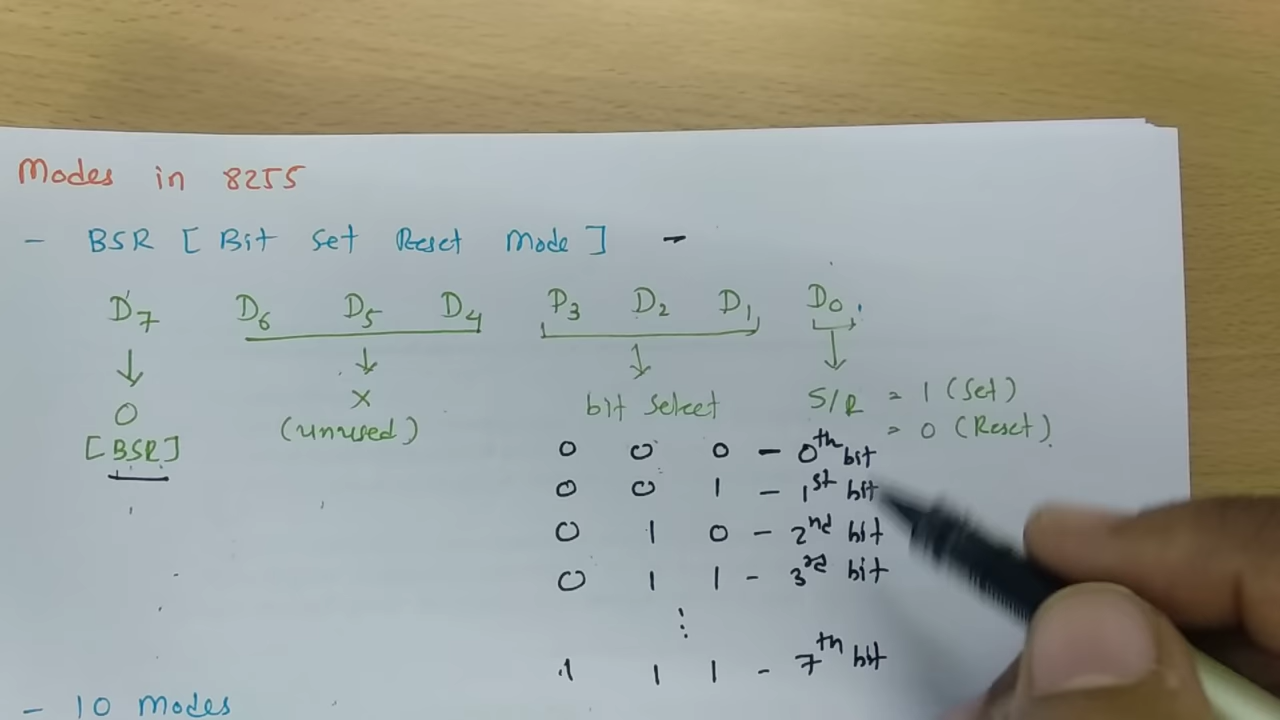 Modes in 8255
- BSR [ Bit Set Reset Mode ] -
D7 D6 D5 D4 D3 D2 D1 D0
0 X bit select S/R = 1 (Set)
[BSR] (unused) = 0 (Reset)
0 0 0 - 0th bit
0 0 1 - 1st bit
0 1 0 - 2nd bit
0 1 1 - 3rd bit
⋮
1 1 1 - 7th bit
- IO Modes